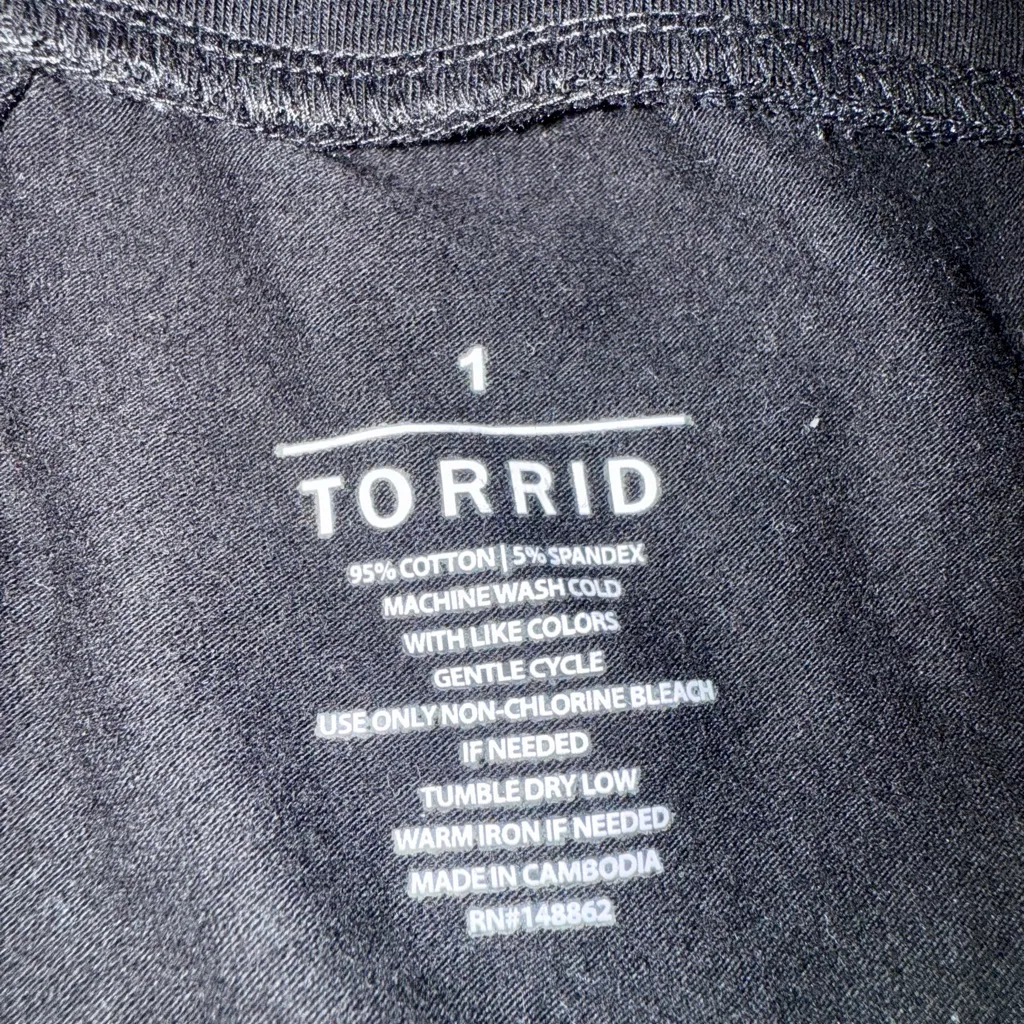 1
TORRID
95% COTTON | 5% SPANDEX
MACHINE WASH COLD
WITH LIKE COLORS
GENTLE CYCLE
USE ONLY NON-CHLORINE BLEACH
IF NEEDED
TUMBLE DRY LOW
WARM IRON IF NEEDED
MADE IN CAMBODIA
RN#148862